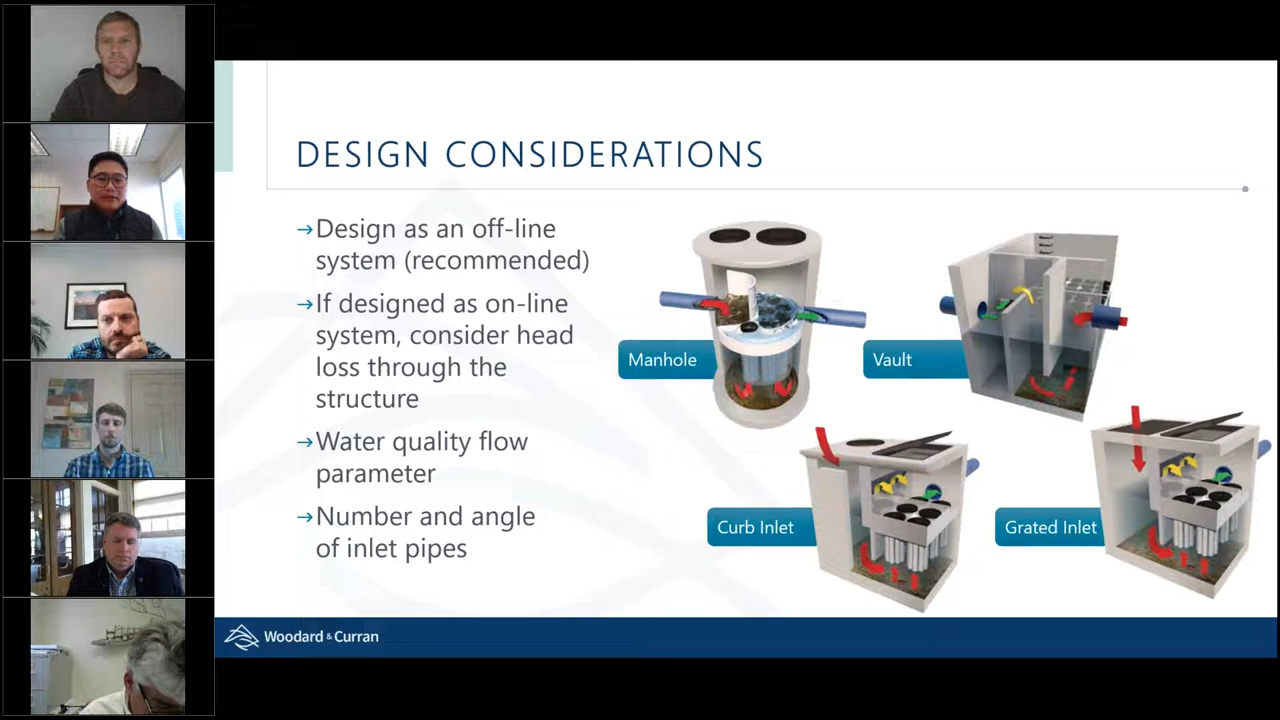 DESIGN CONSIDERATIONS
→Design as an off-line
system (recommended)
→If designed as on-line
system, consider head
loss through the
structure
→Water quality flow
parameter
→Number and angle
of inlet pipes
Manhole
Vault
Curb Inlet
Grated Inlet
Woodard & Curran